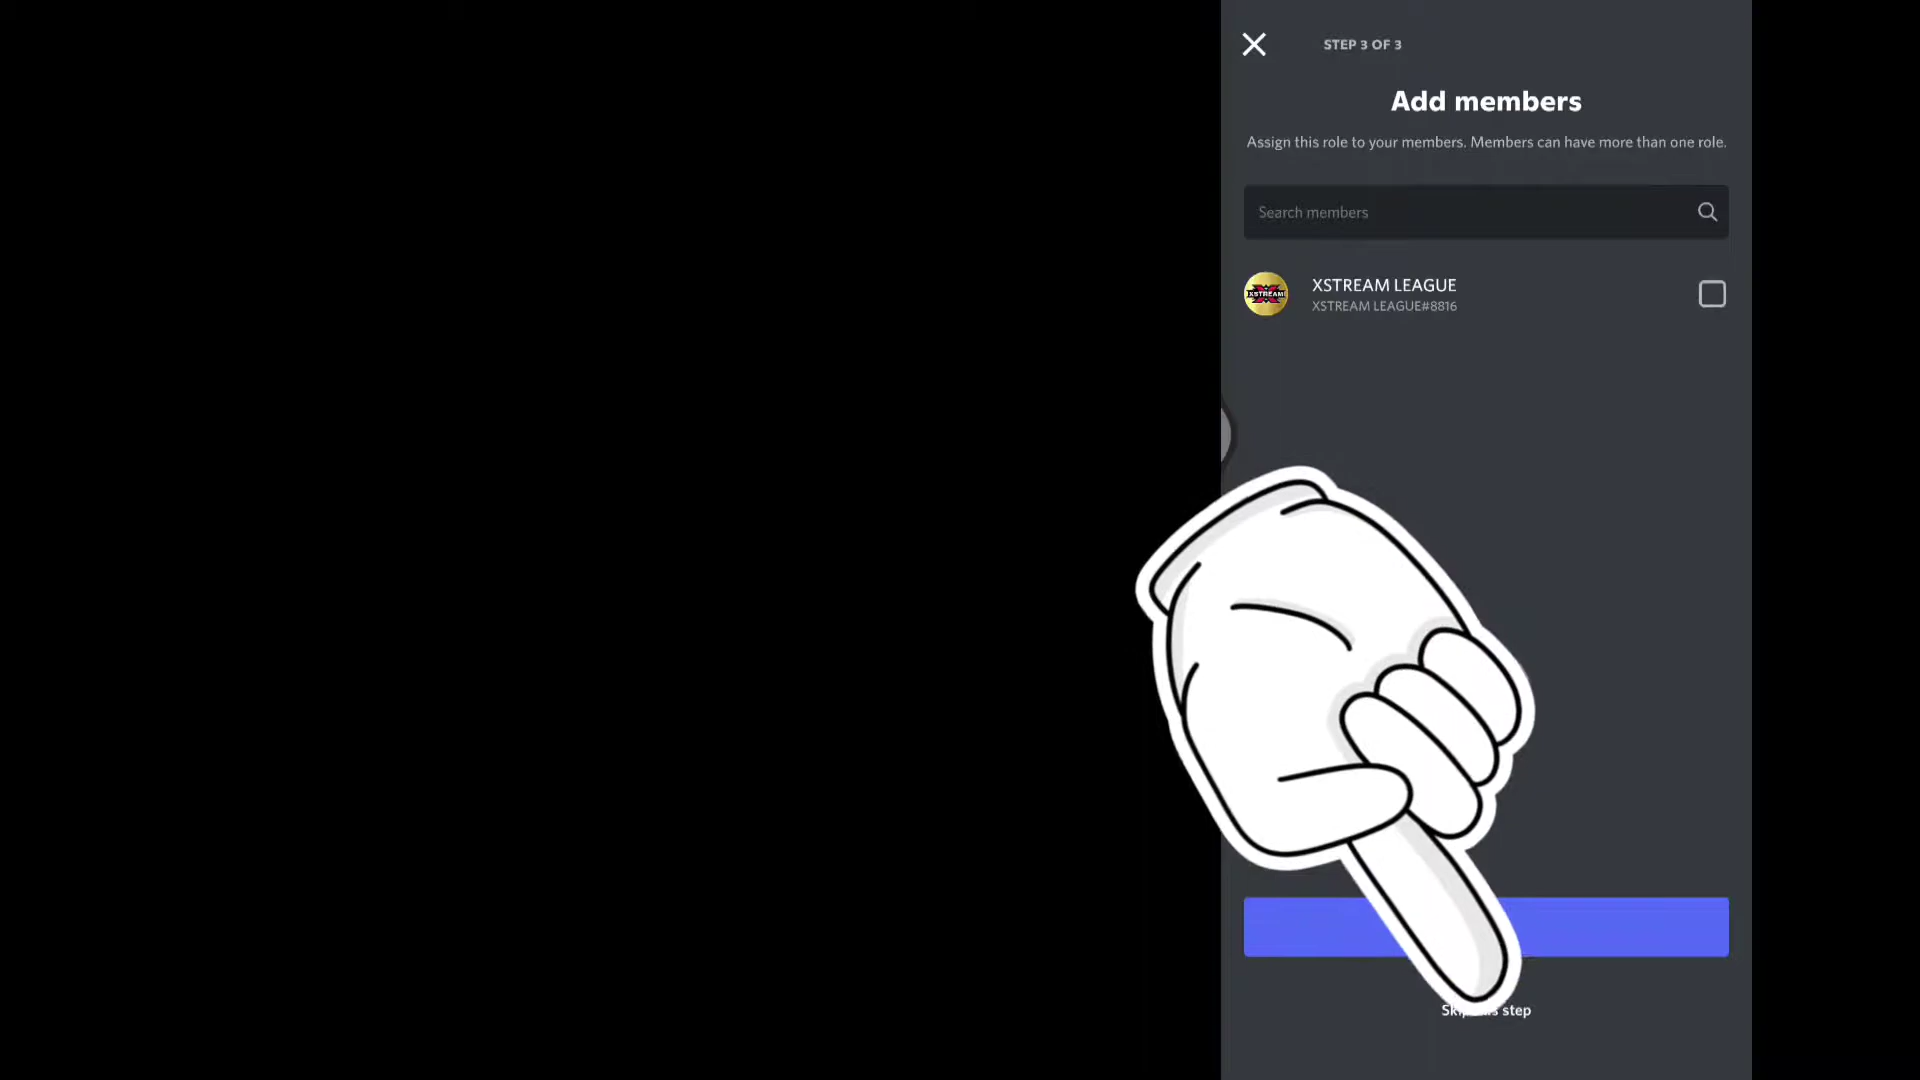 STEP 3 OF 3
Add members
Assign this role to your members. Members can have more than one role.
Search members
XSTREAM
XSTREAM LEAGUE
XSTREAM LEAGUE#8816
step